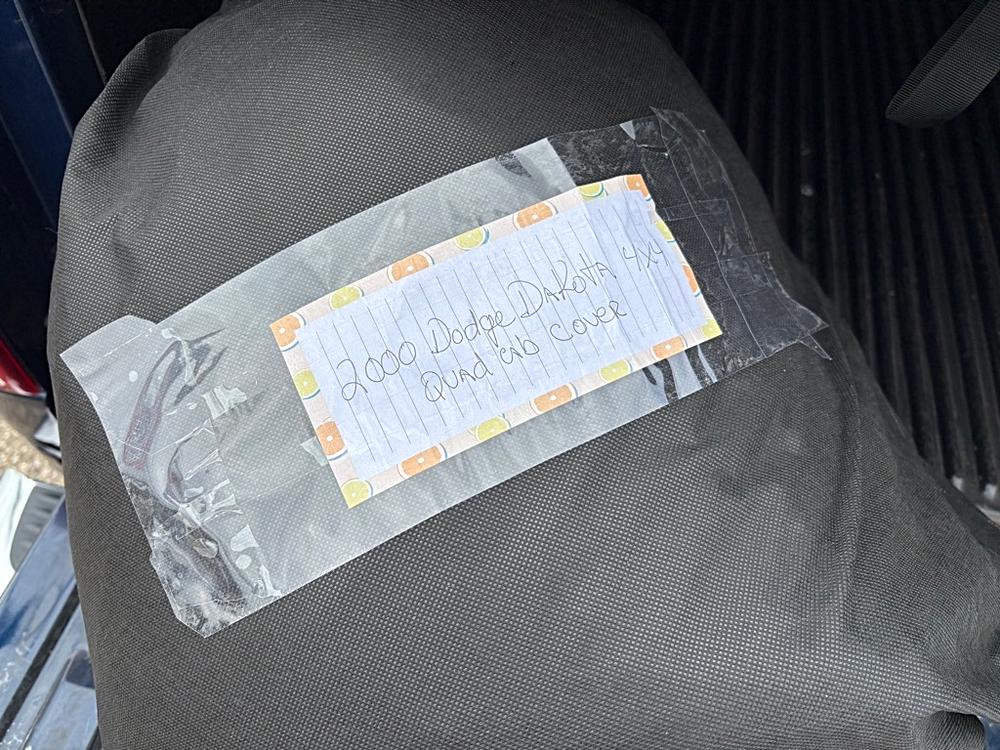 2000 Dodge DaKotA 4x4
QUAd cAb COVER